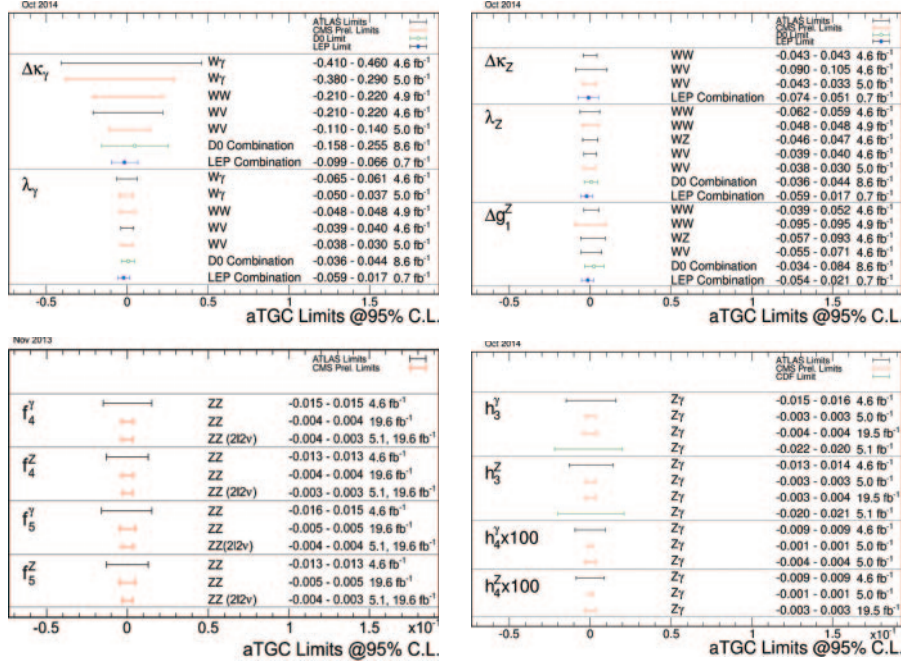 Oct 2014
ATLAS Limits
CMS Prel. Limits
D0 Limit
LEP Limit
Δκγ
Wγ -0.410 - 0.460 4.6 fb⁻¹
Wγ -0.380 - 0.290 5.0 fb⁻¹
WW -0.210 - 0.220 4.9 fb⁻¹
WV -0.210 - 0.220 4.6 fb⁻¹
WV -0.110 - 0.140 5.0 fb⁻¹
D0 Combination -0.158 - 0.255 8.6 fb⁻¹
LEP Combination -0.099 - 0.066 0.7 fb⁻¹
λγ
Wγ -0.065 - 0.061 4.6 fb⁻¹
Wγ -0.050 - 0.037 5.0 fb⁻¹
WW -0.048 - 0.048 4.9 fb⁻¹
WV -0.039 - 0.040 4.6 fb⁻¹
WV -0.038 - 0.030 5.0 fb⁻¹
D0 Combination -0.036 - 0.044 8.6 fb⁻¹
LEP Combination -0.059 - 0.017 0.7 fb⁻¹
-0.5 0 0.5 1 1.5
aTGC Limits @95% C.L.
Oct 2014
ATLAS Limits
CMS Prel. Limits
D0 Limit
LEP Limit
ΔκZ
WW -0.043 - 0.043 4.6 fb⁻¹
WV -0.090 - 0.105 4.6 fb⁻¹
WV -0.043 - 0.033 5.0 fb⁻¹
LEP Combination -0.074 - 0.051 0.7 fb⁻¹
λZ
WW -0.062 - 0.059 4.6 fb⁻¹
WW -0.048 - 0.048 4.9 fb⁻¹
WZ -0.046 - 0.047 4.6 fb⁻¹
WV -0.039 - 0.040 4.6 fb⁻¹
WV -0.038 - 0.030 5.0 fb⁻¹
D0 Combination -0.036 - 0.044 8.6 fb⁻¹
LEP Combination -0.059 - 0.017 0.7 fb⁻¹
Δg₁ᶻ
WW -0.039 - 0.052 4.6 fb⁻¹
WW -0.095 - 0.095 4.9 fb⁻¹
WZ -0.057 - 0.093 4.6 fb⁻¹
WV -0.055 - 0.071 4.6 fb⁻¹
D0 Combination -0.034 - 0.084 8.6 fb⁻¹
LEP Combination -0.054 - 0.021 0.7 fb⁻¹
-0.5 0 0.5 1 1.5
aTGC Limits @95% C.L.
Nov 2013
ATLAS Limits
CMS Prel. Limits
f₄ᵞ
ZZ -0.015 - 0.015 4.6 fb⁻¹
ZZ -0.004 - 0.004 19.6 fb⁻¹
ZZ (2l2ν) -0.004 - 0.003 5.1, 19.6 fb⁻¹
f₄ᶻ
ZZ -0.013 - 0.013 4.6 fb⁻¹
ZZ -0.004 - 0.004 19.6 fb⁻¹
ZZ (2l2ν) -0.003 - 0.003 5.1, 19.6 fb⁻¹
f₅ᵞ
ZZ -0.016 - 0.015 4.6 fb⁻¹
ZZ -0.005 - 0.005 19.6 fb⁻¹
ZZ(2l2ν) -0.004 - 0.004 5.1, 19.6 fb⁻¹
f₅ᶻ
ZZ -0.013 - 0.013 4.6 fb⁻¹
ZZ -0.005 - 0.005 19.6 fb⁻¹
ZZ (2l2ν) -0.004 - 0.003 5.1, 19.6 fb⁻¹
-0.5 0 0.5 1 1.5 x10⁻¹
aTGC Limits @95% C.L.
Oct 2014
ATLAS Limits
CMS Prel. Limits
CDF Limit
h₃ᵞ
Zγ -0.015 - 0.016 4.6 fb⁻¹
Zγ -0.003 - 0.003 5.0 fb⁻¹
Zγ -0.004 - 0.004 19.5 fb⁻¹
Zγ -0.022 - 0.020 5.1 fb⁻¹
h₃ᶻ
Zγ -0.013 - 0.014 4.6 fb⁻¹
Zγ -0.003 - 0.003 5.0 fb⁻¹
Zγ -0.003 - 0.004 19.5 fb⁻¹
Zγ -0.020 - 0.021 5.1 fb⁻¹
h₄ᵞx100
Zγ -0.009 - 0.009 4.6 fb⁻¹
Zγ -0.001 - 0.001 5.0 fb⁻¹
Zγ -0.004 - 0.004 5.0 fb⁻¹
h₄ᶻx100
Zγ -0.009 - 0.009 4.6 fb⁻¹
Zγ -0.001 - 0.001 5.0 fb⁻¹
Zγ -0.003 - 0.003 19.5 fb⁻¹
-0.5 0 0.5 1 1.5 x10⁻¹
aTGC Limits @95% C.L.